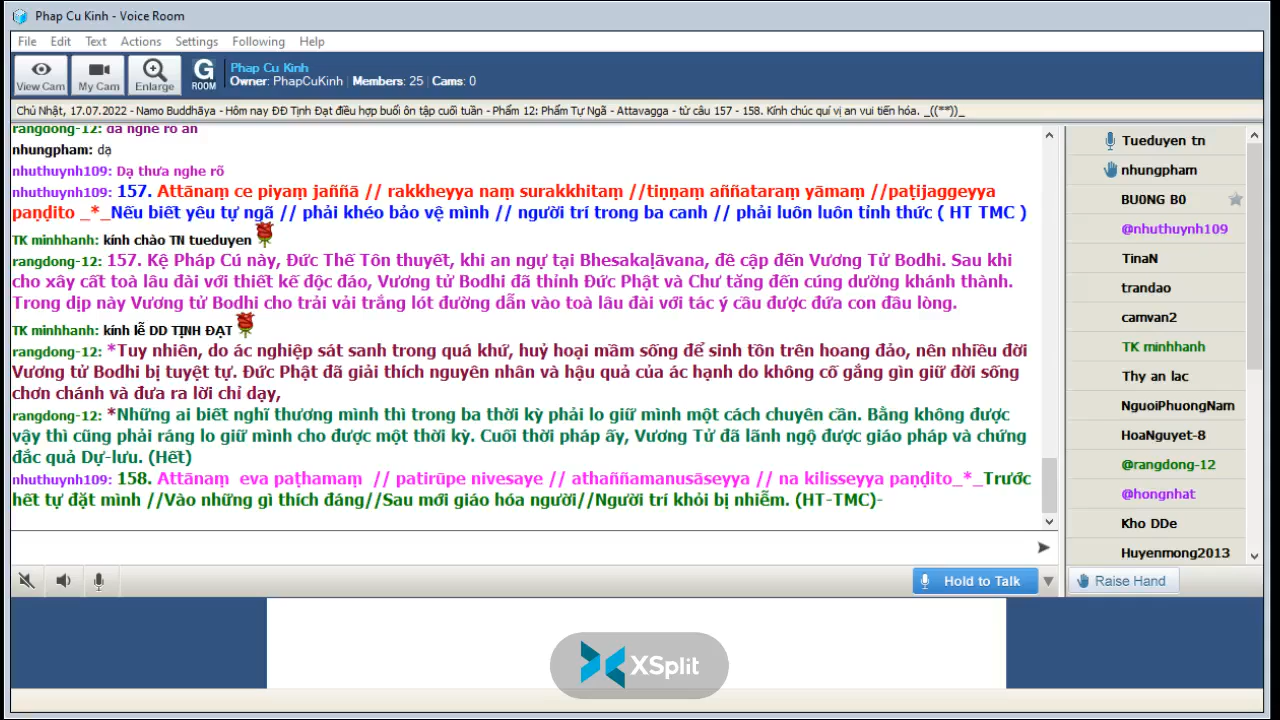 Phap Cu Kinh - Voice Room
File Edit Text Actions Settings Following Help
View Cam My Cam Enlarge G ROOM
Phap Cu Kinh
Owner: PhapCuKinh | Members: 25 | Cams: 0
Chủ Nhật, 17.07.2022 - Namo Buddhāya - Hôm nay ĐĐ Tịnh Đạt điều hợp buổi ôn tập cuối tuần - Phẩm 12: Phẩm Tự Ngã - Attavagga - từ câu 157 - 158. Kính chúc quí vị an vui tiến hóa. _((**))_
rangdong-12: da nghe ro an
nhungpham: dạ
nhuthuynh109: Dạ thưa nghe rõ
nhuthuynh109: 157. Attānaṃ ce piyaṃ jaññā // rakkheyya naṃ surakkhitaṃ //tiṇṇaṃ aññataraṃ yāmaṃ //paṭijaggeyya
paṇḍito _*_Nếu biết yêu tự ngã // phải khéo bảo vệ mình // người trí trong ba canh // phải luôn luôn tỉnh thức ( HT TMC )
TK minhhanh: kính chào TN tueduyen
rangdong-12: 157. Kệ Pháp Cú này, Đức Thế Tôn thuyết, khi an ngự tại Bhesakaḷāvana, đề cập đến Vương Tử Bodhi. Sau khi
cho xây cất toà lâu đài với thiết kế độc đáo, Vương tử Bodhi đã thỉnh Đức Phật và Chư tăng đến cúng dường khánh thành.
Trong dịp này Vương tử Bodhi cho trải vải trắng lót đường dẫn vào toà lâu đài với tác ý cầu được đứa con đầu lòng.
TK minhhanh: kính lễ DD TỊNH ĐẠT
rangdong-12: *Tuy nhiên, do ác nghiệp sát sanh trong quá khứ, huỷ hoại mầm sống để sinh tồn trên hoang đảo, nên nhiều đời
Vương tử Bodhi bị tuyệt tự. Đức Phật đã giải thích nguyên nhân và hậu quả của ác hạnh do không cố gắng gìn giữ đời sống
chơn chánh và đưa ra lời chỉ dạy,
rangdong-12: *Những ai biết nghĩ thương mình thì trong ba thời kỳ phải lo giữ mình một cách chuyên cần. Bằng không được
vậy thì cũng phải ráng lo giữ mình cho được một thời kỳ. Cuối thời pháp ấy, Vương Tử đã lãnh ngộ được giáo pháp và chứng
đắc quả Dự-lưu. (Hết)
nhuthuynh109: 158. Attānaṃ eva paṭhamaṃ // patirūpe nivesaye // athaññamanusāseyya // na kilisseyya paṇḍito_*_Trước
hết tự đặt mình //Vào những gì thích đáng//Sau mới giáo hóa người//Người trí khỏi bị nhiễm. (HT-TMC)-
Hold to Talk
Tueduyen tn
nhungpham
BU0NG B0
@nhuthuynh109
TinaN
trandao
camvan2
TK minhhanh
Thy an lac
NguoiPhuongNam
HoaNguyet-8
@rangdong-12
@hongnhat
Kho DDe
Huyenmong2013
Raise Hand
XSplit